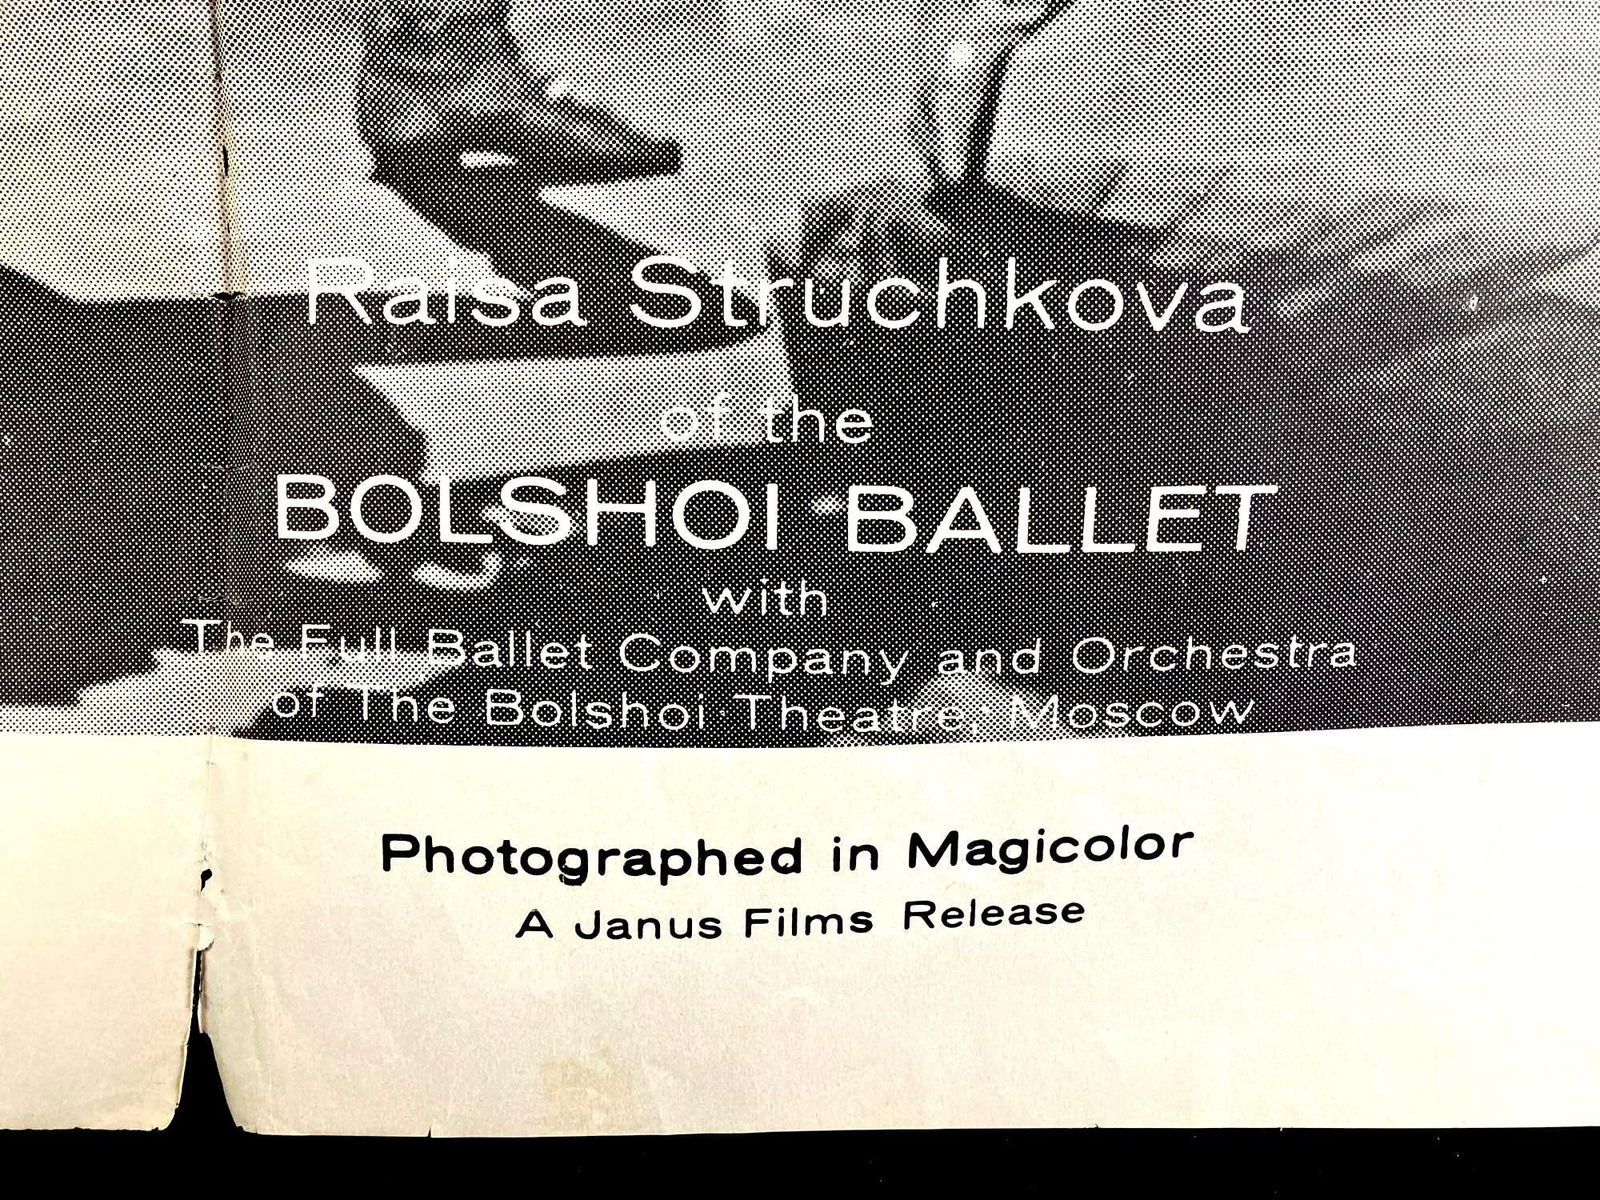 Raisa Struchkova
of the
BOLSHOI BALLET
with
The Full Ballet Company and Orchestra
of The Bolshoi Theatre, Moscow
Photographed in Magicolor
A Janus Films Release